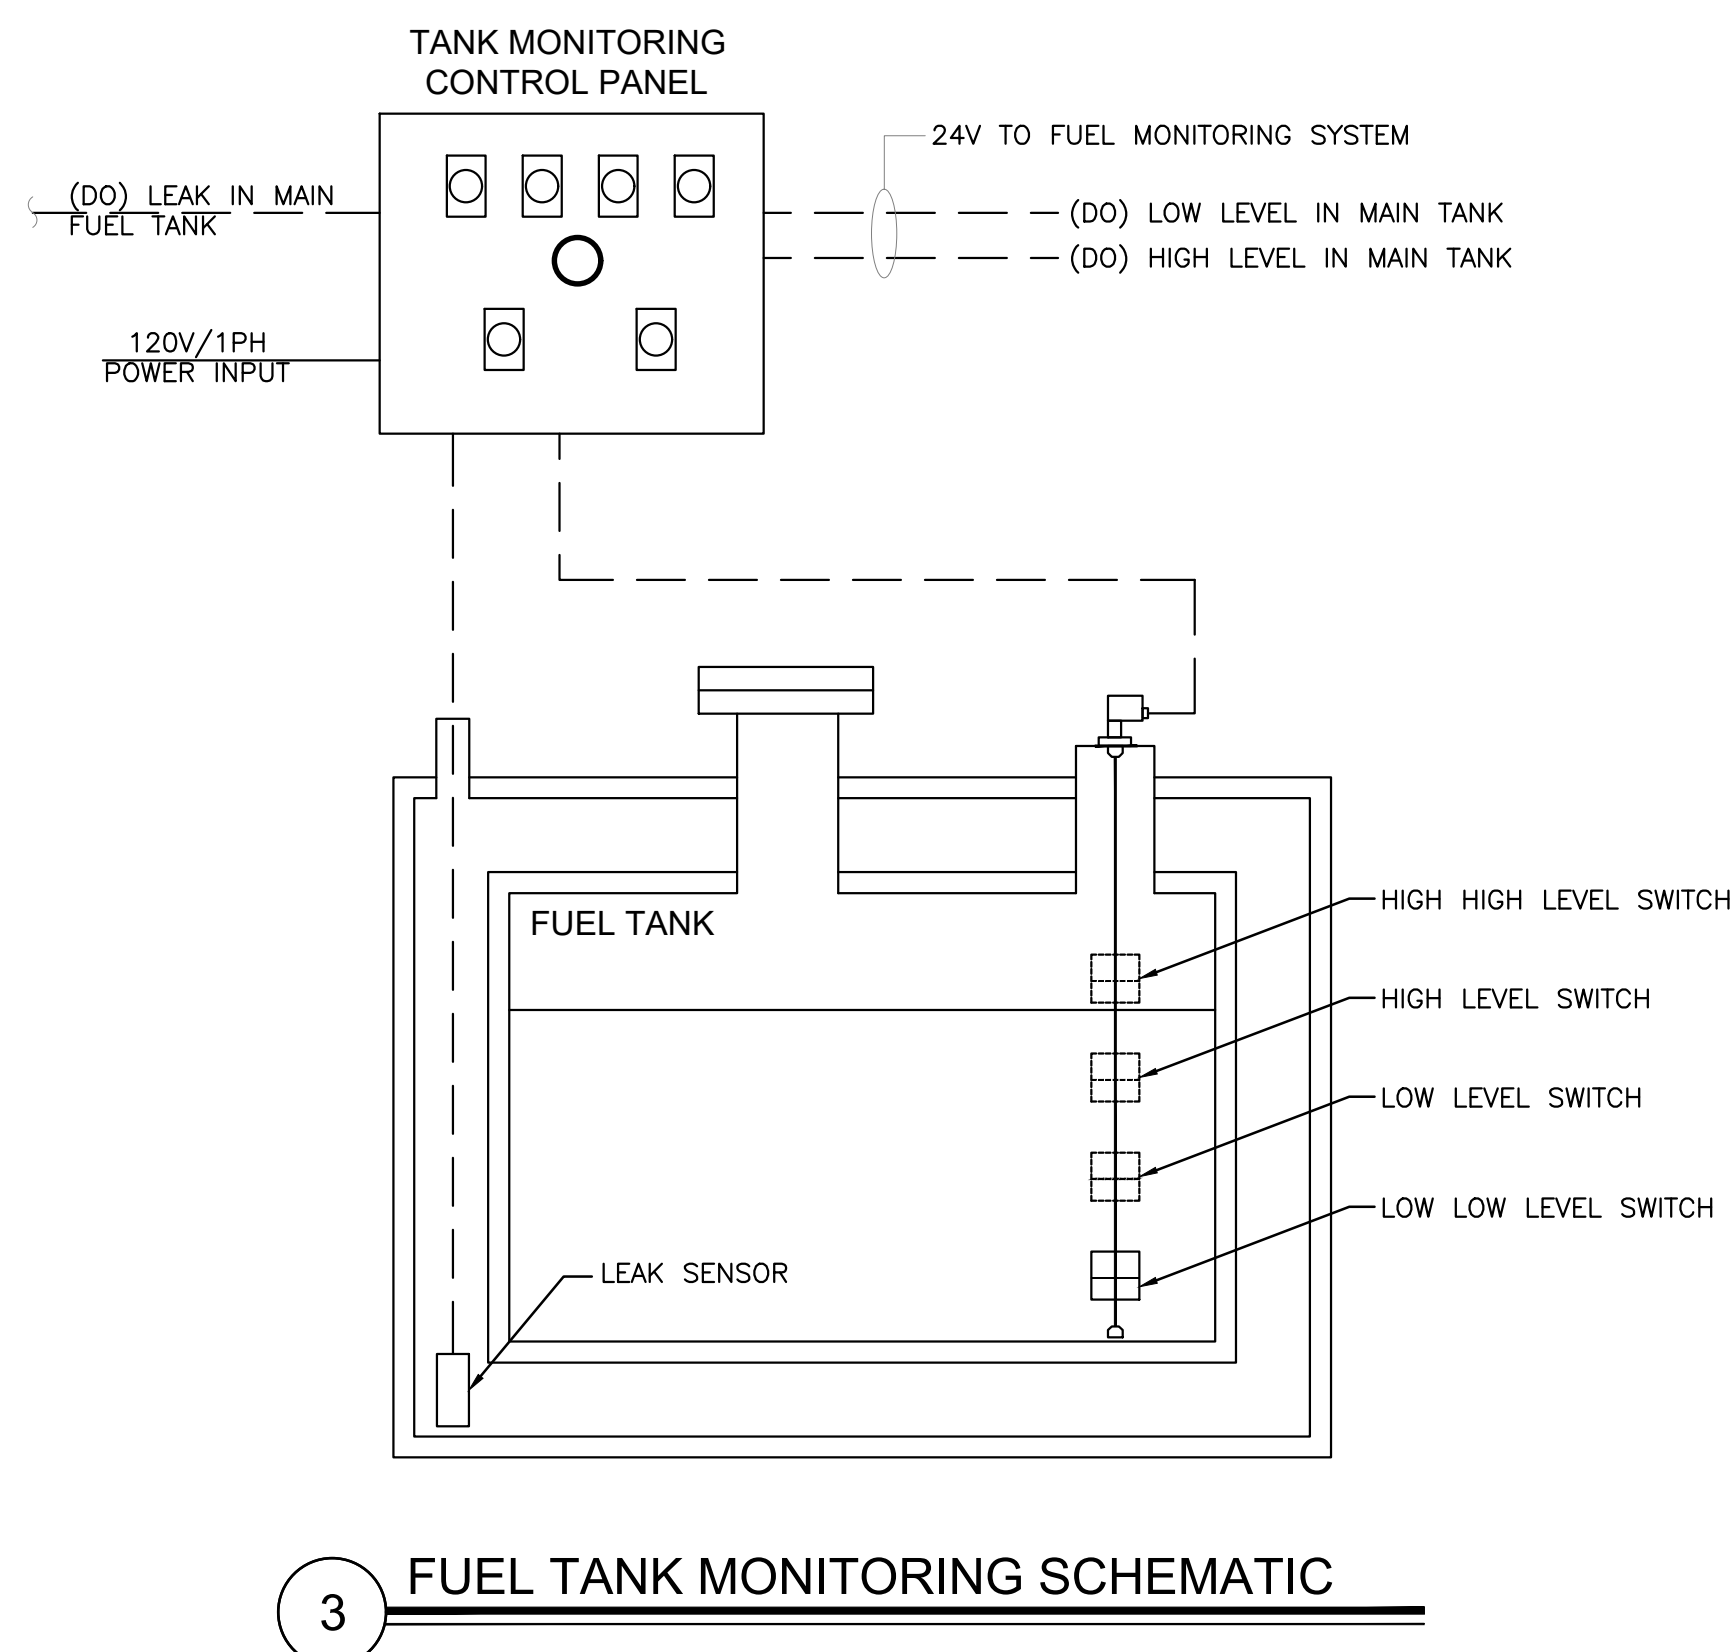 TANK MONITORING
CONTROL PANEL
24V TO FUEL MONITORING SYSTEM
(DO) LEAK IN MAIN
FUEL TANK
(DO) LOW LEVEL IN MAIN TANK
(DO) HIGH LEVEL IN MAIN TANK
120V/1PH
POWER INPUT
FUEL TANK
HIGH HIGH LEVEL SWITCH
HIGH LEVEL SWITCH
LOW LEVEL SWITCH
LOW LOW LEVEL SWITCH
LEAK SENSOR
3
FUEL TANK MONITORING SCHEMATIC